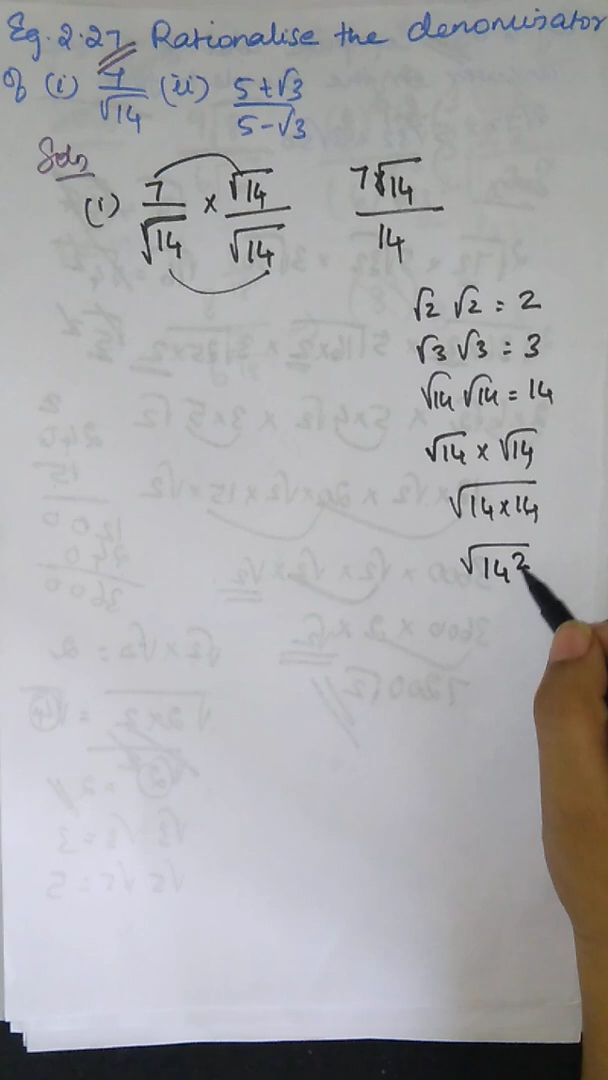 Eg. 2.27 Rationalise the denominator
of (i) 7/√14 (ii) 5+√3/5-√3
Soln
(i) 7/√14 × √14/√14 7√14/14
√2 √2 = 2
√3 √3 = 3
√14 √14 = 14
√14 × √14
√14×14
√14²